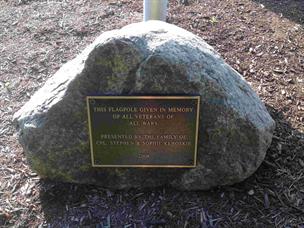 THIS FLAGPOLE GIVEN IN MEMORY
OF ALL VETERANS OF
ALL WARS
PRESENTED BY THE FAMILY OF
CPL. STEPHEN & SOPHIE